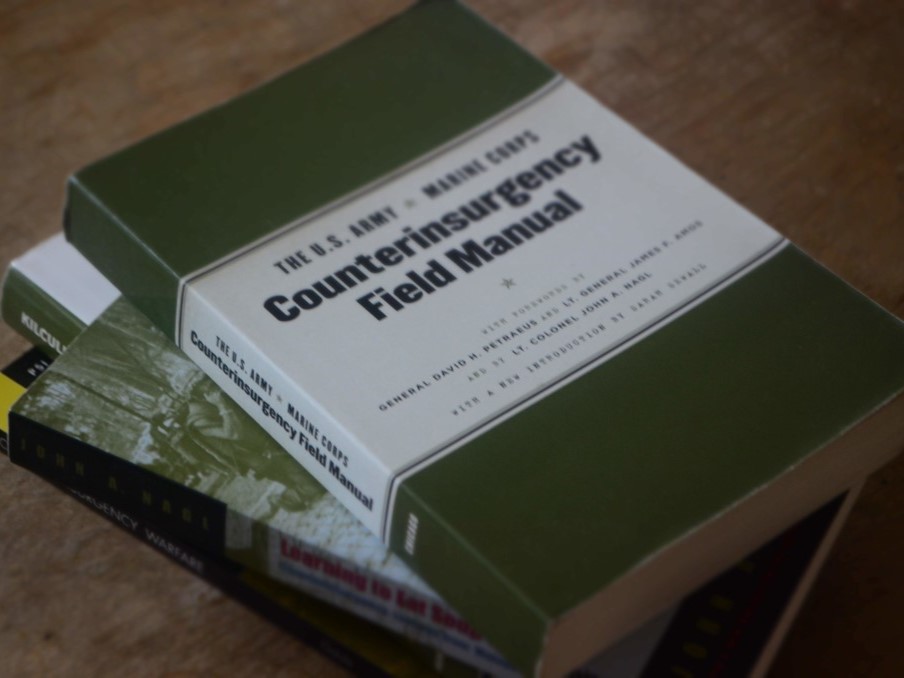 THE U.S. ARMY ★ MARINE CORPS
Counterinsurgency
Field Manual
★
WITH FOREWORDS BY
GENERAL DAVID H. PETRAEUS AND LT. GENERAL JAMES F. AMOS
AND BY LT. COLONEL JOHN A. NAGL
WITH A NEW INTRODUCTION BY SARAH SEWALL
THE U.S. ARMY ★ MARINE CORPS
Counterinsurgency Field Manual
KILCUL
JOHN A NAGL
Learning to Eat Soup
URGENCY WARFARE